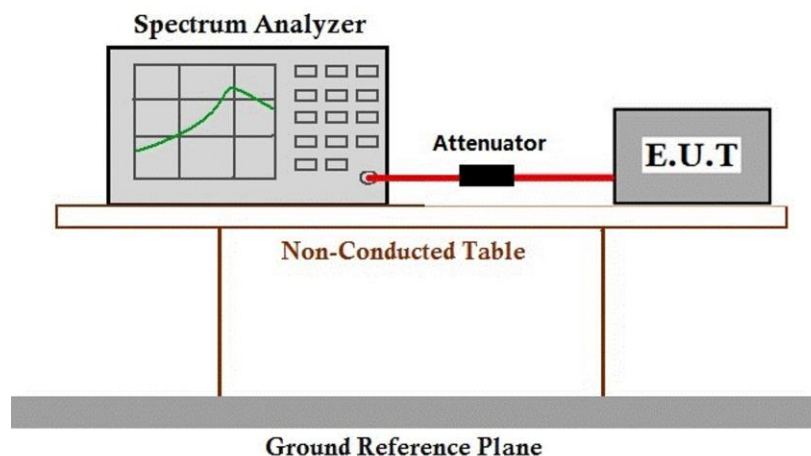 Spectrum Analyzer
Attenuator
E.U.T
Non-Conducted Table
Ground Reference Plane